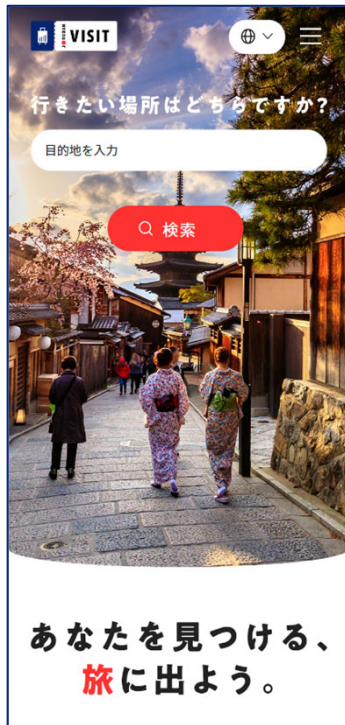 VISIT
行きたい場所はどちらですか?
目的地を入力
検索
あなたを見つける、
旅に出よう。